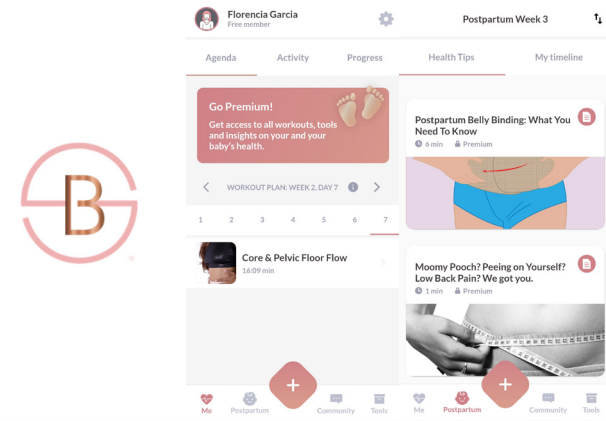 B
Florencia Garcia
Free member
Agenda
Activity
Progress
Go Premium!
Get access to all workouts, tools
and insights on your and your
baby's health.
WORKOUT PLAN: WEEK 2, DAY 7
1 2 3 4 5 6 7
Core & Pelvic Floor Flow
16:09 min
Me
Postpartum
Community
Tools
Postpartum Week 3
Health Tips
My timeline
Postpartum Belly Binding: What You
Need To Know
6 min
Premium
Moomy Pooch? Peeing on Yourself?
Low Back Pain? We got you.
1 min
Premium
Me
Postpartum
Community
Tools